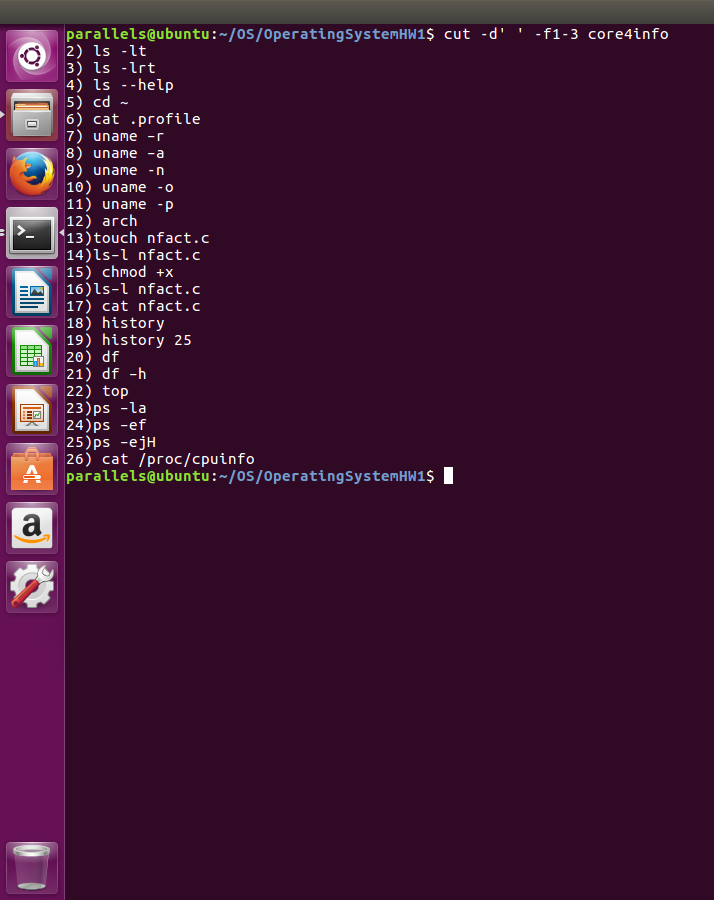 parallels@ubuntu:~/OS/OperatingSystemHW1$ cut -d' ' -f1-3 core4info
2) ls -lt
3) ls -lrt
4) ls --help
5) cd ~
6) cat .profile
7) uname –r
8) uname –a
9) uname -n
10) uname -o
11) uname -p
12) arch
13)touch nfact.c
14)ls-l nfact.c
15) chmod +x
16)ls-l nfact.c
17) cat nfact.c
18) history
19) history 25
20) df
21) df –h
22) top
23)ps –la
24)ps –ef
25)ps –ejH
26) cat /proc/cpuinfo
parallels@ubuntu:~/OS/OperatingSystemHW1$